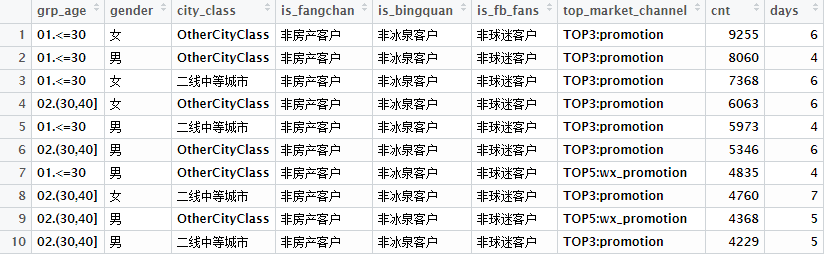 grp_age gender city_class is_fangchan is_bingquan is_fb_fans top_market_channel cnt days
1 01.<=30 女 OtherCityClass 非房产客户 非冰泉客户 非球迷客户 TOP3:promotion 9255 6
2 01.<=30 男 OtherCityClass 非房产客户 非冰泉客户 非球迷客户 TOP3:promotion 8060 4
3 01.<=30 女 二线中等城市 非房产客户 非冰泉客户 非球迷客户 TOP3:promotion 7368 6
4 02.(30,40] 女 OtherCityClass 非房产客户 非冰泉客户 非球迷客户 TOP3:promotion 6063 6
5 01.<=30 男 二线中等城市 非房产客户 非冰泉客户 非球迷客户 TOP3:promotion 5973 4
6 02.(30,40] 男 OtherCityClass 非房产客户 非冰泉客户 非球迷客户 TOP3:promotion 5346 6
7 01.<=30 男 OtherCityClass 非房产客户 非冰泉客户 非球迷客户 TOP5:wx_promotion 4835 4
8 02.(30,40] 女 二线中等城市 非房产客户 非冰泉客户 非球迷客户 TOP3:promotion 4760 7
9 02.(30,40] 男 OtherCityClass 非房产客户 非冰泉客户 非球迷客户 TOP5:wx_promotion 4368 5
10 02.(30,40] 男 二线中等城市 非房产客户 非冰泉客户 非球迷客户 TOP3:promotion 4229 5